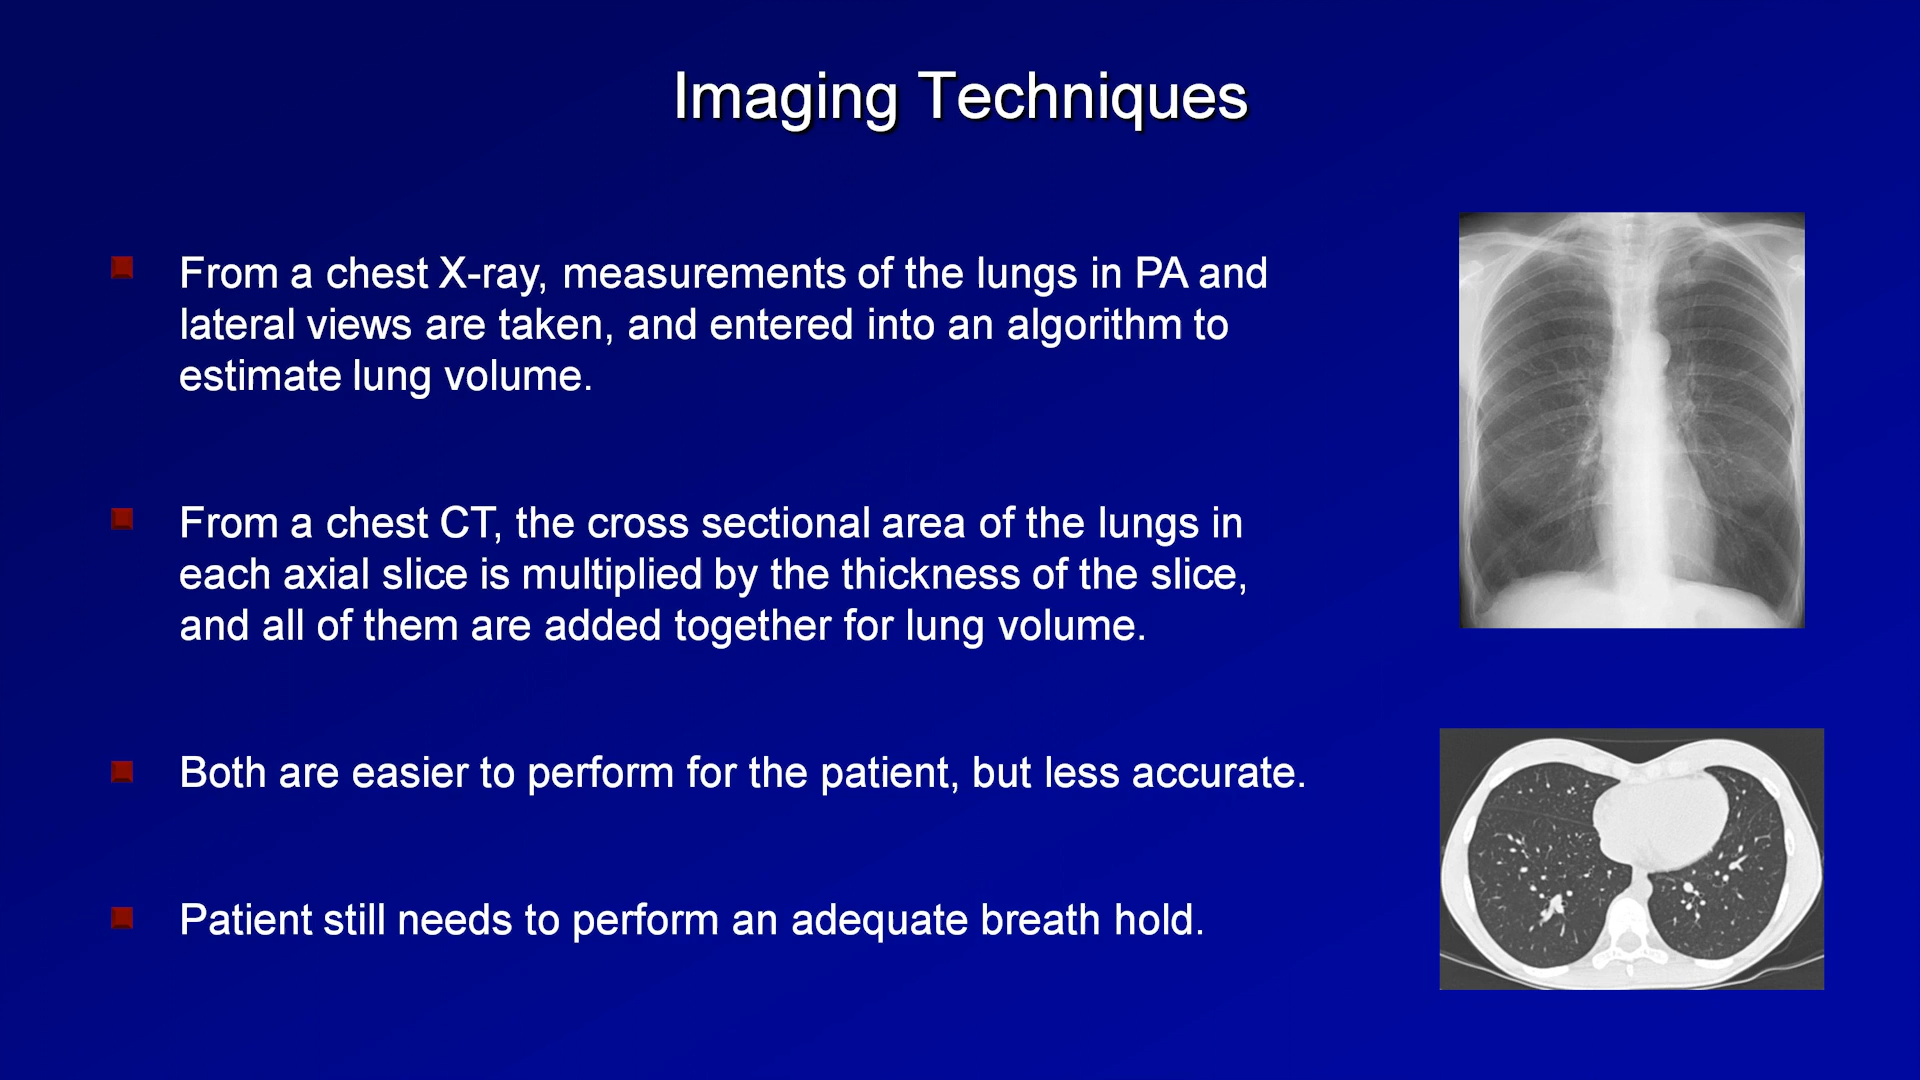 Imaging Techniques
From a chest X-ray, measurements of the lungs in PA and
lateral views are taken, and entered into an algorithm to
estimate lung volume.
From a chest CT, the cross sectional area of the lungs in
each axial slice is multiplied by the thickness of the slice,
and all of them are added together for lung volume.
Both are easier to perform for the patient, but less accurate.
Patient still needs to perform an adequate breath hold.